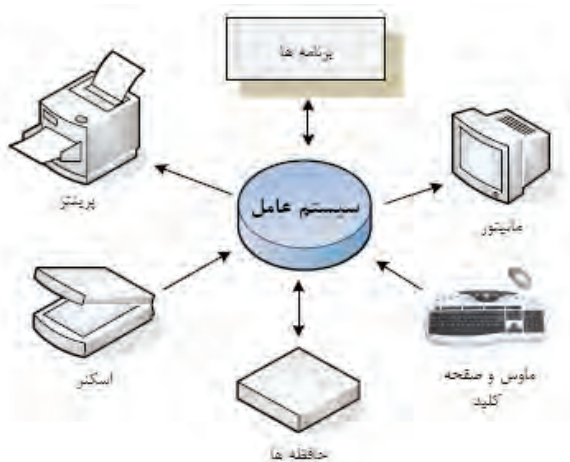 برنامه ها
پرینتر
سیستم عامل
مانیتور
اسکنر
ماوس و صفحه
کلید
حافظه ها